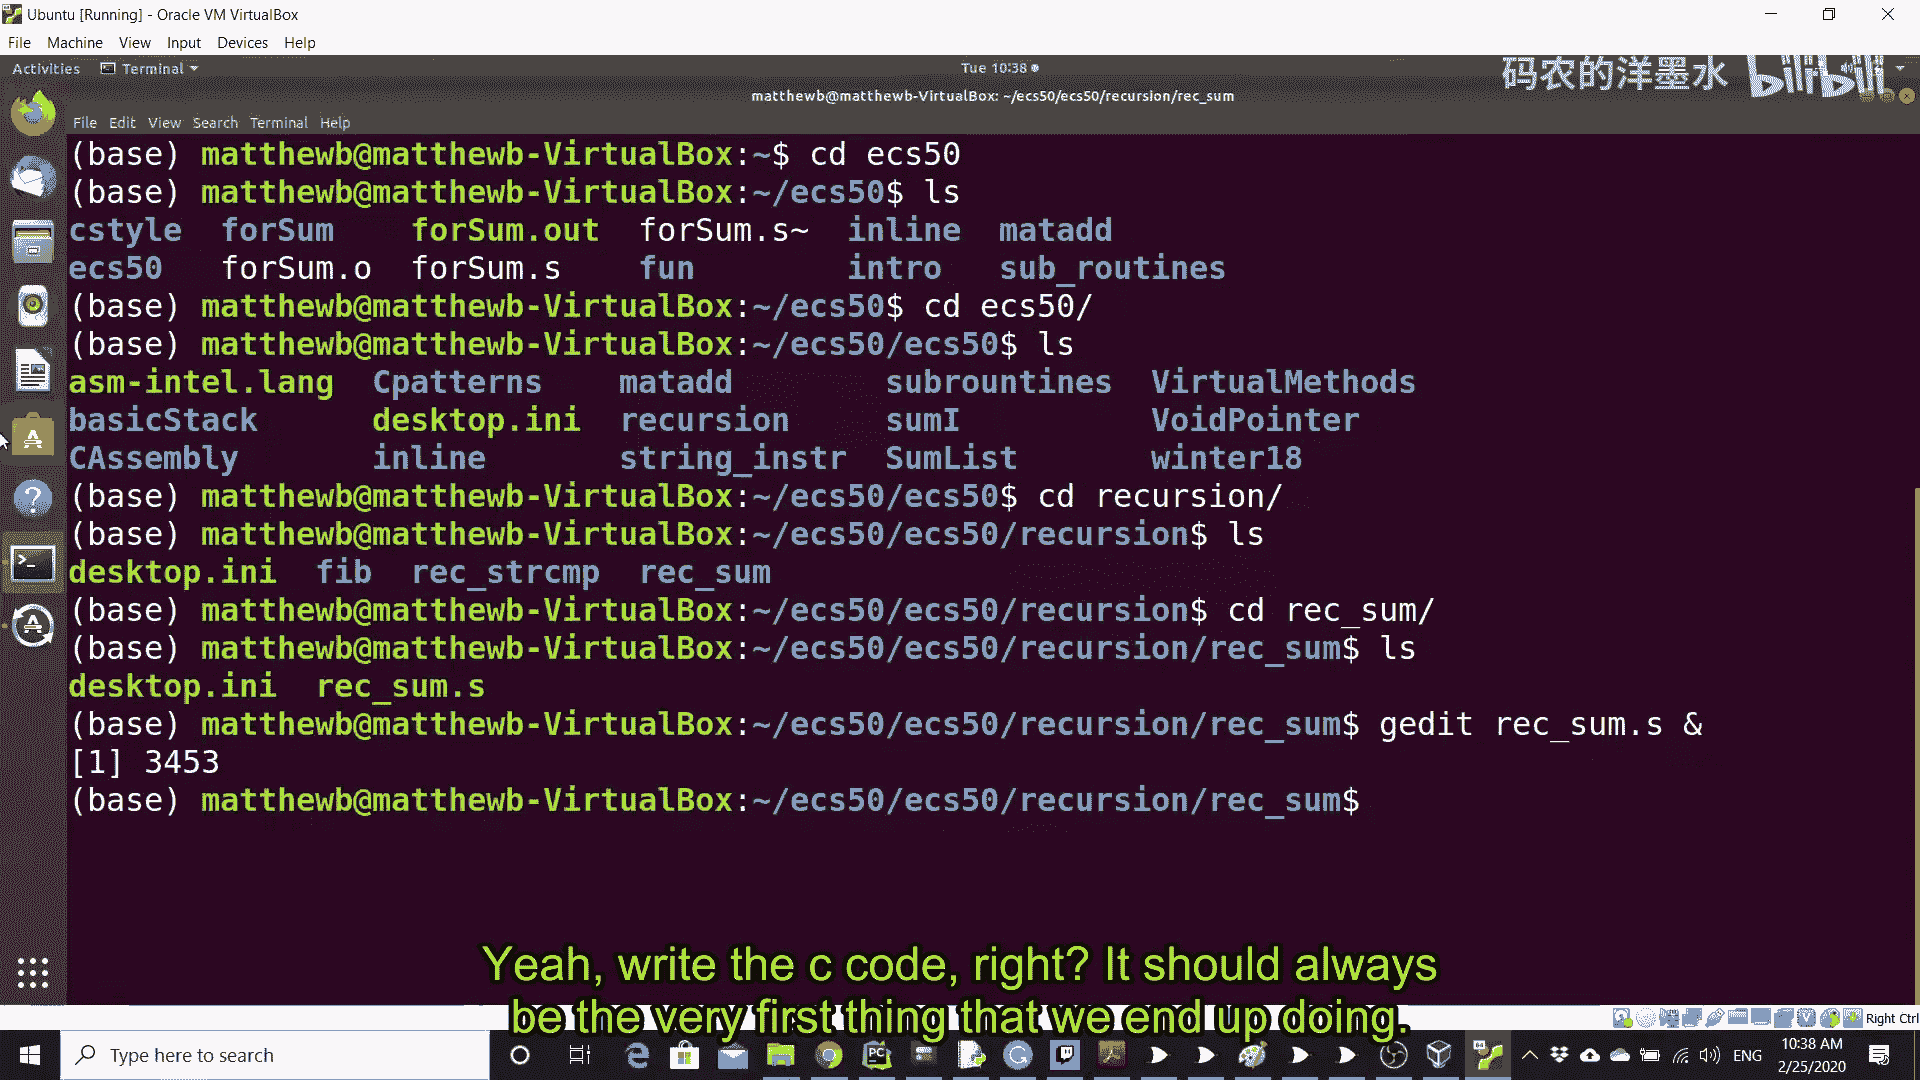 Ubuntu [Running] - Oracle VM VirtualBox
File Machine View Input Devices Help
Activities Terminal Tue 10:38
码农的洋墨水 bilibili
matthewb@matthewb-VirtualBox: ~/ecs50/ecs50/recursion/rec_sum
File Edit View Search Terminal Help
(base) matthewb@matthewb-VirtualBox:~$ cd ecs50
(base) matthewb@matthewb-VirtualBox:~/ecs50$ ls
cstyle forSum forSum.out forSum.s~ inline matadd
ecs50 forSum.o forSum.s fun intro sub_routines
(base) matthewb@matthewb-VirtualBox:~/ecs50$ cd ecs50/
(base) matthewb@matthewb-VirtualBox:~/ecs50/ecs50$ ls
asm-intel.lang Cpatterns matadd subrountines VirtualMethods
basicStack desktop.ini recursion sumI VoidPointer
CAssembly inline string_instr SumList winter18
(base) matthewb@matthewb-VirtualBox:~/ecs50/ecs50$ cd recursion/
(base) matthewb@matthewb-VirtualBox:~/ecs50/ecs50/recursion$ ls
desktop.ini fib rec_strcmp rec_sum
(base) matthewb@matthewb-VirtualBox:~/ecs50/ecs50/recursion$ cd rec_sum/
(base) matthewb@matthewb-VirtualBox:~/ecs50/ecs50/recursion/rec_sum$ ls
desktop.ini rec_sum.s
(base) matthewb@matthewb-VirtualBox:~/ecs50/ecs50/recursion/rec_sum$ gedit rec_sum.s &
[1] 3453
(base) matthewb@matthewb-VirtualBox:~/ecs50/ecs50/recursion/rec_sum$
Yeah, write the c code, right? It should always
be the very first thing that we end up doing.
Right Ctrl
Type here to search
ENG
10:38 AM
2/25/2020